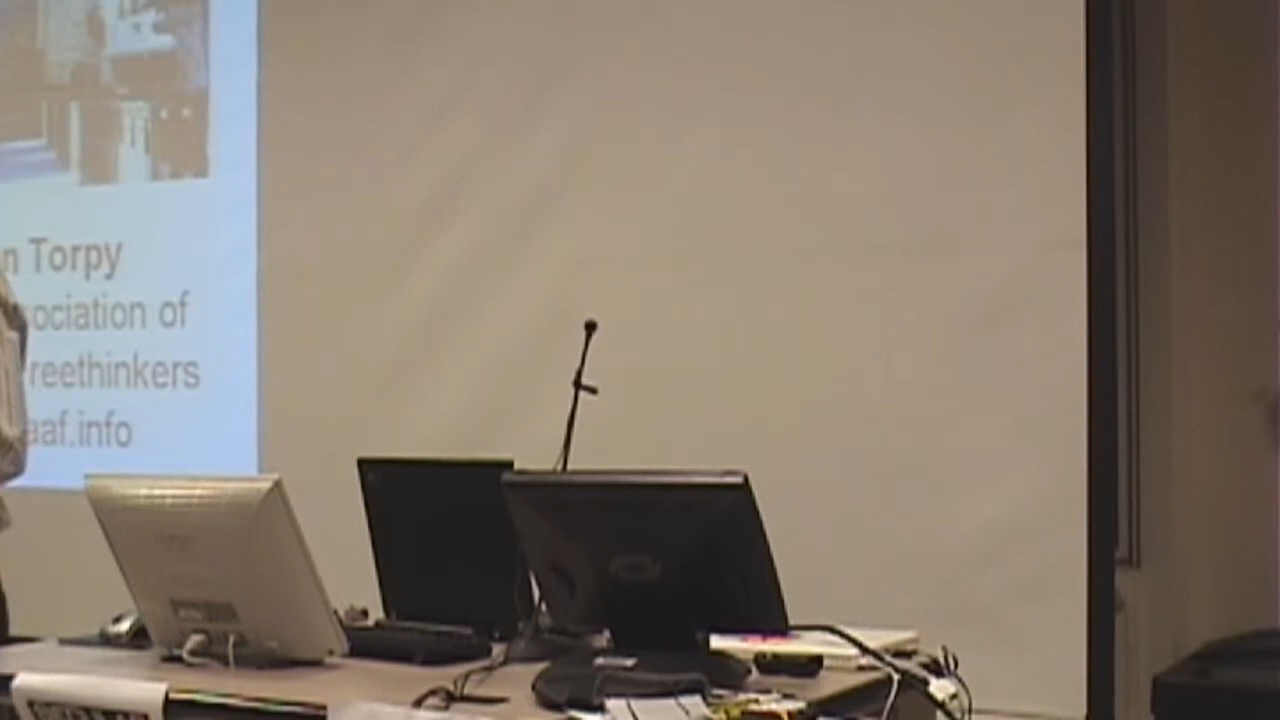 n Torpy
sociation of
reethinkers
aaf.info